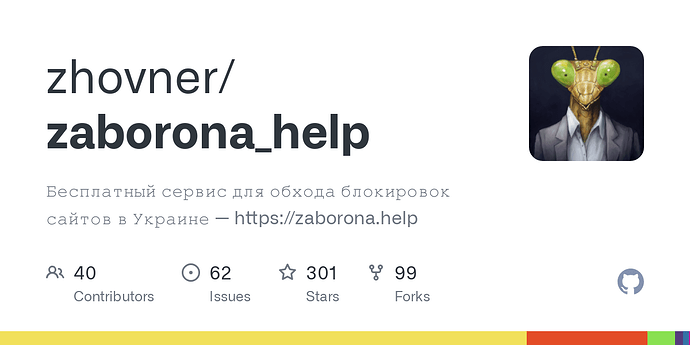 zhovner/
zaborona_help
Бесплатный сервис для обхода блокировок
сайтов в Украине — https://zaborona.help
40
Contributors
62
Issues
301
Stars
99
Forks